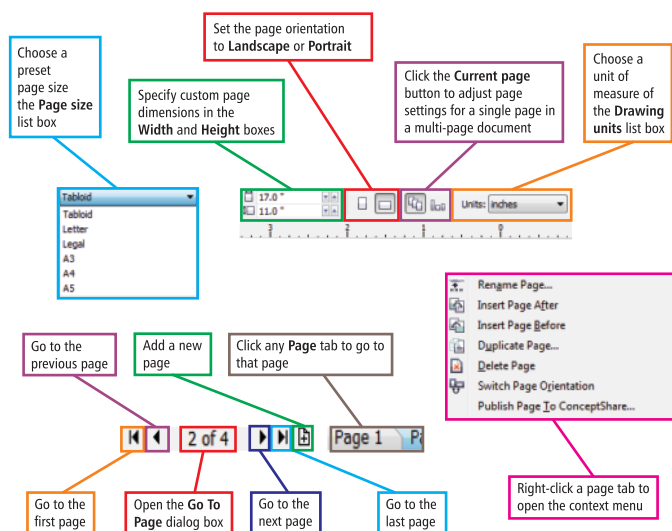 Set the page orientation
to Landscape or Portrait
Choose a
preset
page size
the Page size
list box
Specify custom page
dimensions in the
Width and Height boxes
Click the Current page
button to adjust page
settings for a single page in
a multi-page document
Choose a
unit of
measure of
the Drawing
units list box
Tabloid
Tabloid
Letter
Legal
A3
A4
A5
17.0 "
11.0 "
Units: inches
3 2 1 0
Rename Page...
Insert Page After
Insert Page Before
Duplicate Page...
Delete Page
Switch Page Orientation
Publish Page To ConceptShare...
Go to the
previous page
Add a new
page
Click any Page tab to go to
that page
2 of 4
Page 1 Pa
Go to the
first page
Open the Go To
Page dialog box
Go to the
next page
Go to the
last page
Right-click a page tab to
open the context menu